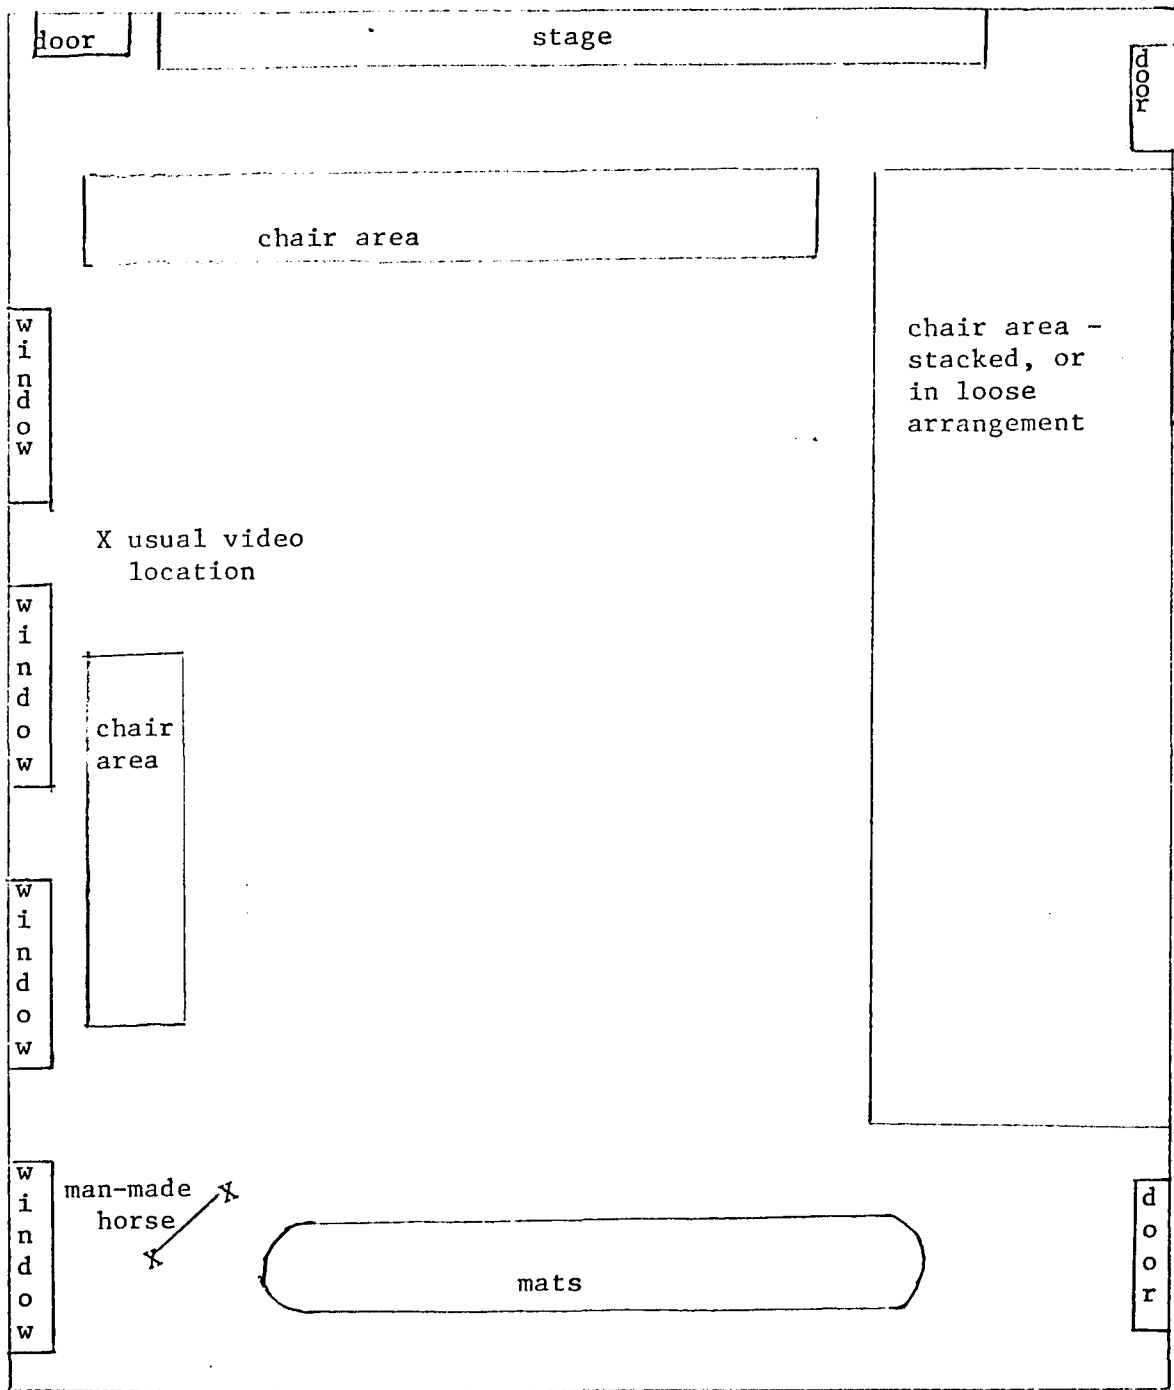 door
stage
door
chair area
window
chair area -
stacked, or
in loose
arrangement
X usual video
location
window
chair
area
window
window
man-made
horse
X
X
mats
door